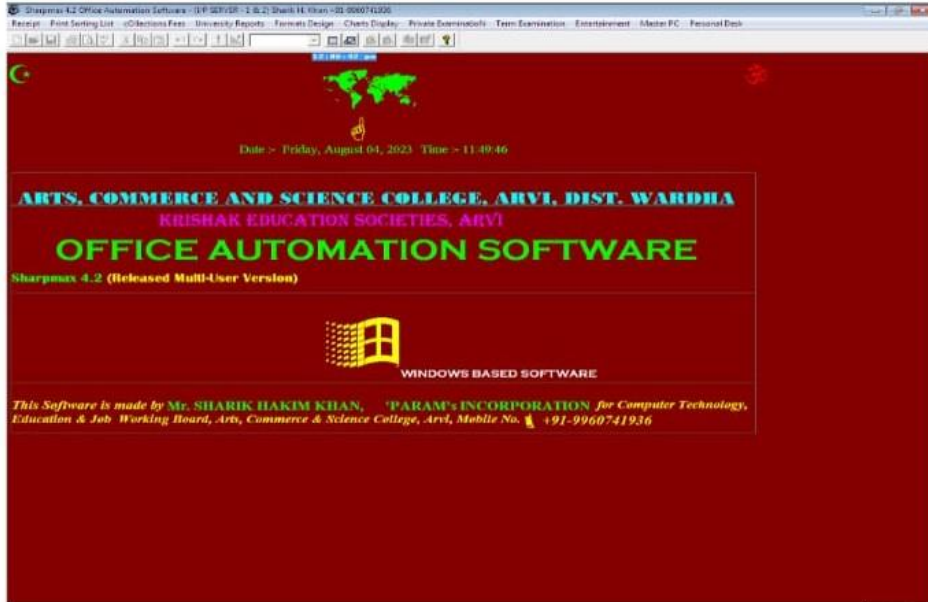 Sharpmax 4.2 Office Automation Software - (I/P SERVER - 1 & 2) Sharik H. Khan +91-9960741936
Receipt Print Sorting List cOllections Fees University Reports Formats Design Charts Display Private ExaminatioN Term Examination Entertainment Master PC Personal Desk
Date :- Friday, August 04, 2023 Time :- 11:49:46
ARTS, COMMERCE AND SCIENCE COLLEGE, ARVI, DIST. WARDHA
KRISHAK EDUCATION SOCIETIES, ARVI
OFFICE AUTOMATION SOFTWARE
Sharpmax 4.2 (Released Multi-User Version)
WINDOWS BASED SOFTWARE
This Software is made by Mr. SHARIK HAKIM KHAN, 'PARAM's INCORPORATION for Computer Technology,
Education & Job Working Board, Arts, Commerce & Science College, Arvi, Mobile No. +91-9960741936